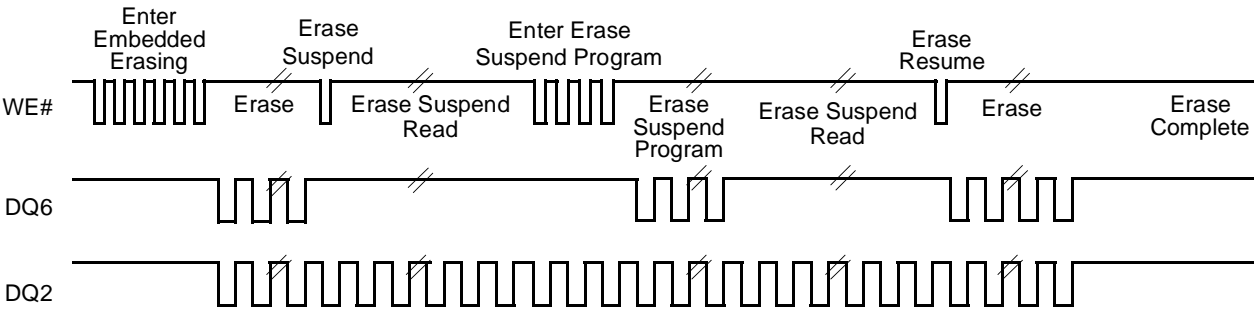 Enter
Embedded
Erasing
Erase
Suspend
Enter Erase
Suspend Program
Erase
Resume
WE#
Erase
Erase Suspend
Read
Erase
Suspend
Program
Erase Suspend
Read
Erase
Erase
Complete
DQ6
DQ2